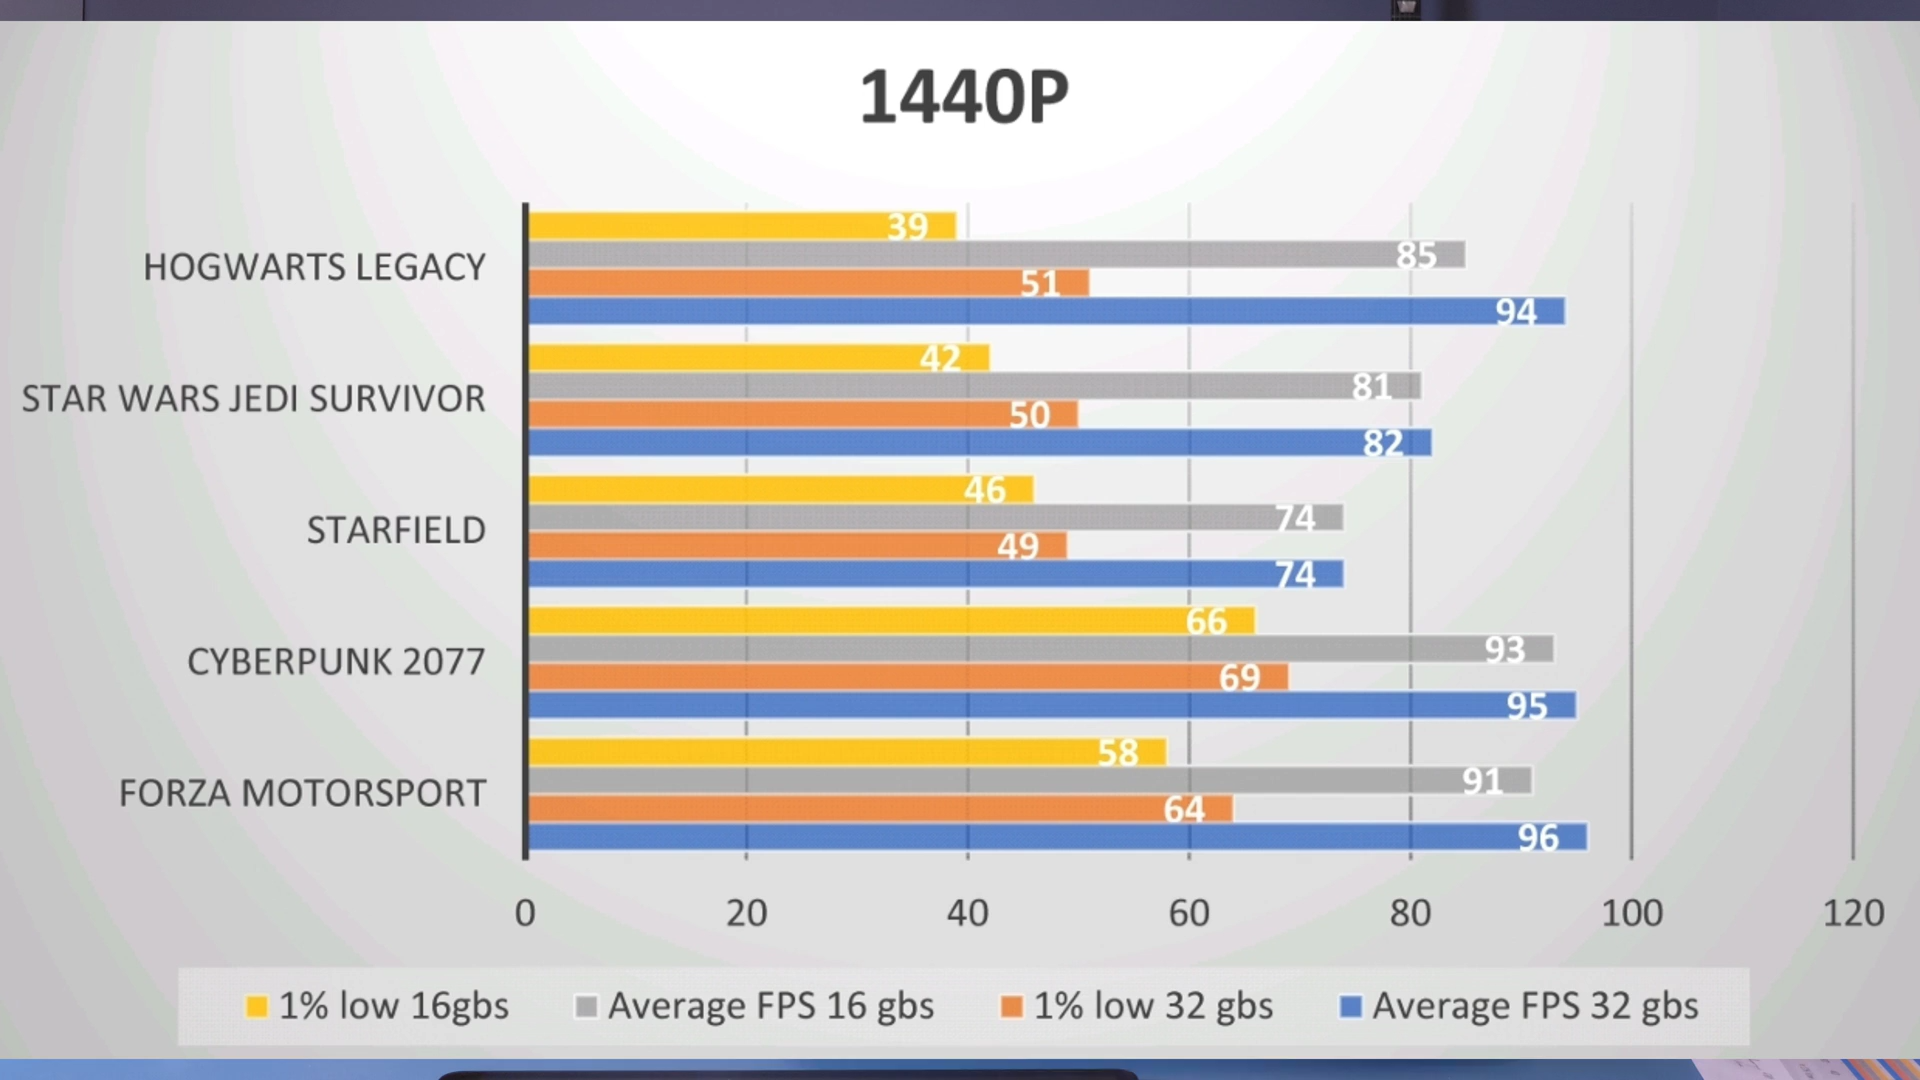 1440P
HOGWARTS LEGACY
39
85
51
94
STAR WARS JEDI SURVIVOR
42
81
50
82
STARFIELD
46
74
49
74
CYBERPUNK 2077
66
93
69
95
FORZA MOTORSPORT
58
91
64
96
0 20 40 60 80 100 120
1% low 16gbs Average FPS 16 gbs 1% low 32 gbs Average FPS 32 gbs